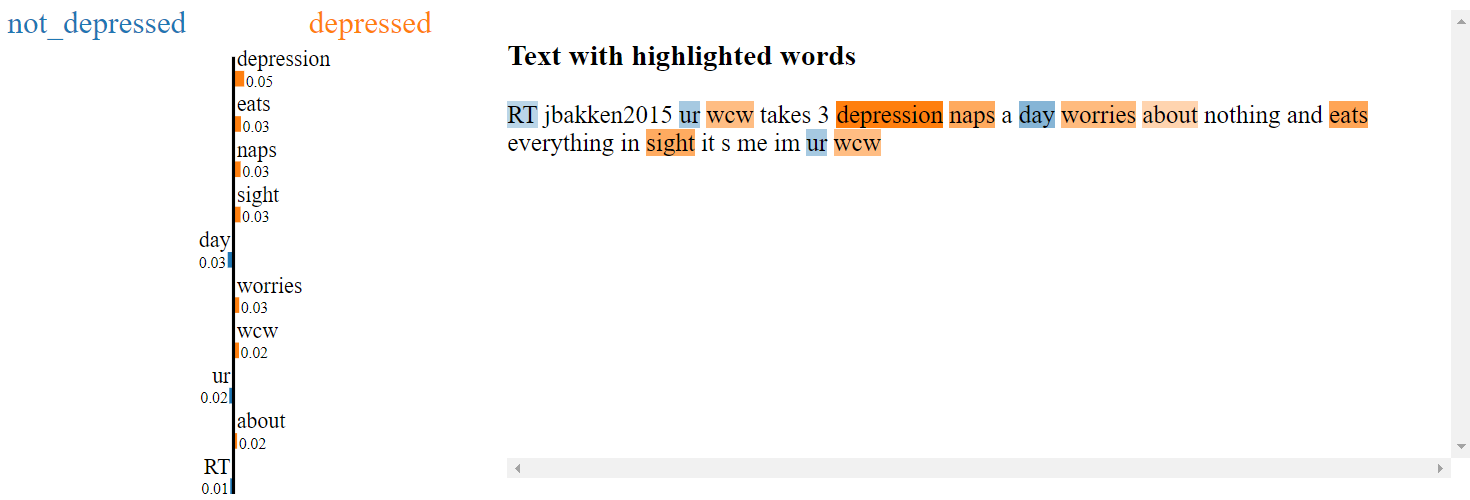 not_depressed
depressed
depression
0.05
eats
0.03
naps
0.03
sight
0.03
day
0.03
worries
0.03
wcw
0.02
ur
0.02
about
0.02
RT
0.01
Text with highlighted words
RT jbakken2015 ur wcw takes 3 depression naps a day worries about nothing and eats
everything in sight it s me im ur wcw